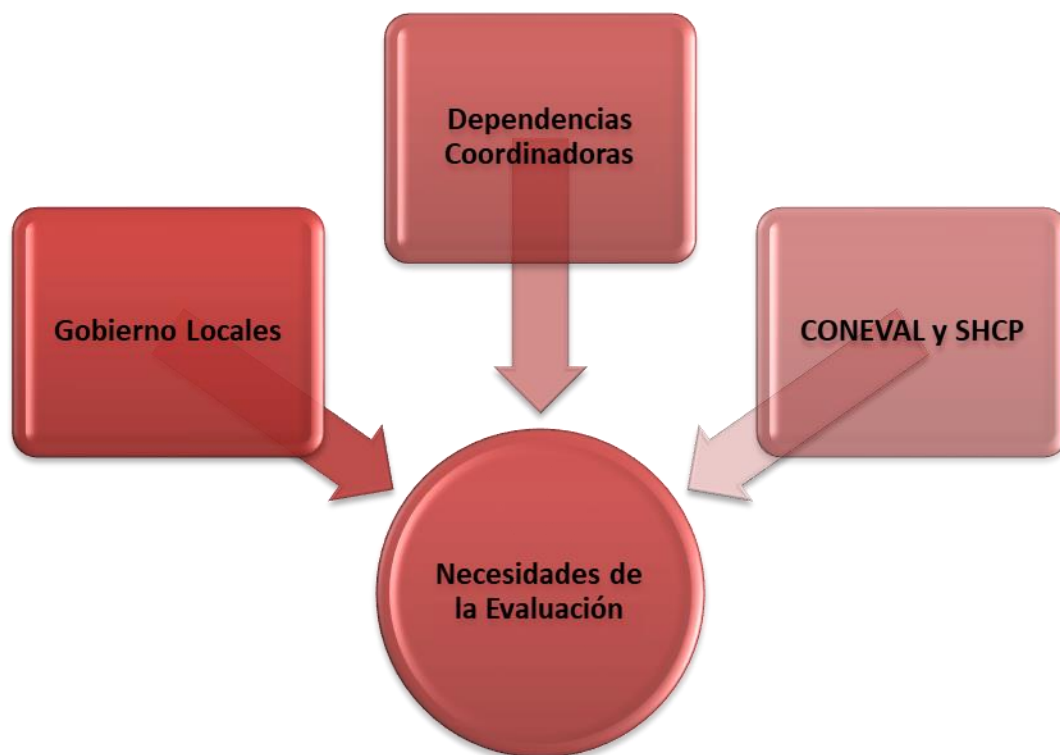 Dependencias
Coordinadoras
Gobierno Locales
CONEVAL y SHCP
Necesidades de
la Evaluación